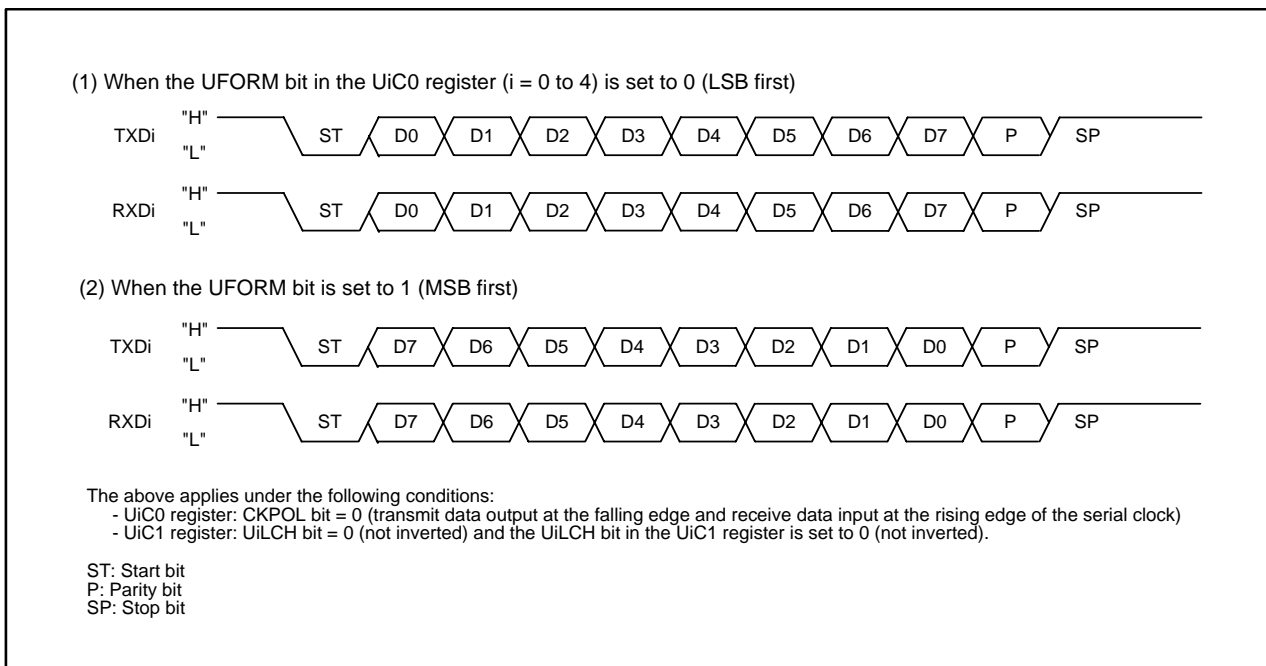 (1) When the UFORM bit in the UiC0 register (i = 0 to 4) is set to 0 (LSB first)
TXDi "H" "L" ST D0 D1 D2 D3 D4 D5 D6 D7 P SP
RXDi "H" "L" ST D0 D1 D2 D3 D4 D5 D6 D7 P SP
(2) When the UFORM bit is set to 1 (MSB first)
TXDi "H" "L" ST D7 D6 D5 D4 D3 D2 D1 D0 P SP
RXDi "H" "L" ST D7 D6 D5 D4 D3 D2 D1 D0 P SP
The above applies under the following conditions:
- UiC0 register: CKPOL bit = 0 (transmit data output at the falling edge and receive data input at the rising edge of the serial clock)
- UiC1 register: UiLCH bit = 0 (not inverted) and the UiLCH bit in the UiC1 register is set to 0 (not inverted).
ST: Start bit
P: Parity bit
SP: Stop bit